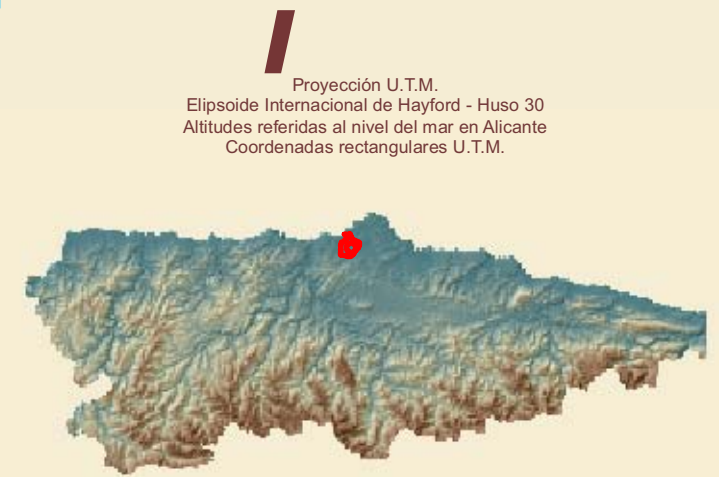 Proyección U.T.M.
Elipsoide Internacional de Hayford - Huso 30
Altitudes referidas al nivel del mar en Alicante
Coordenadas rectangulares U.T.M.